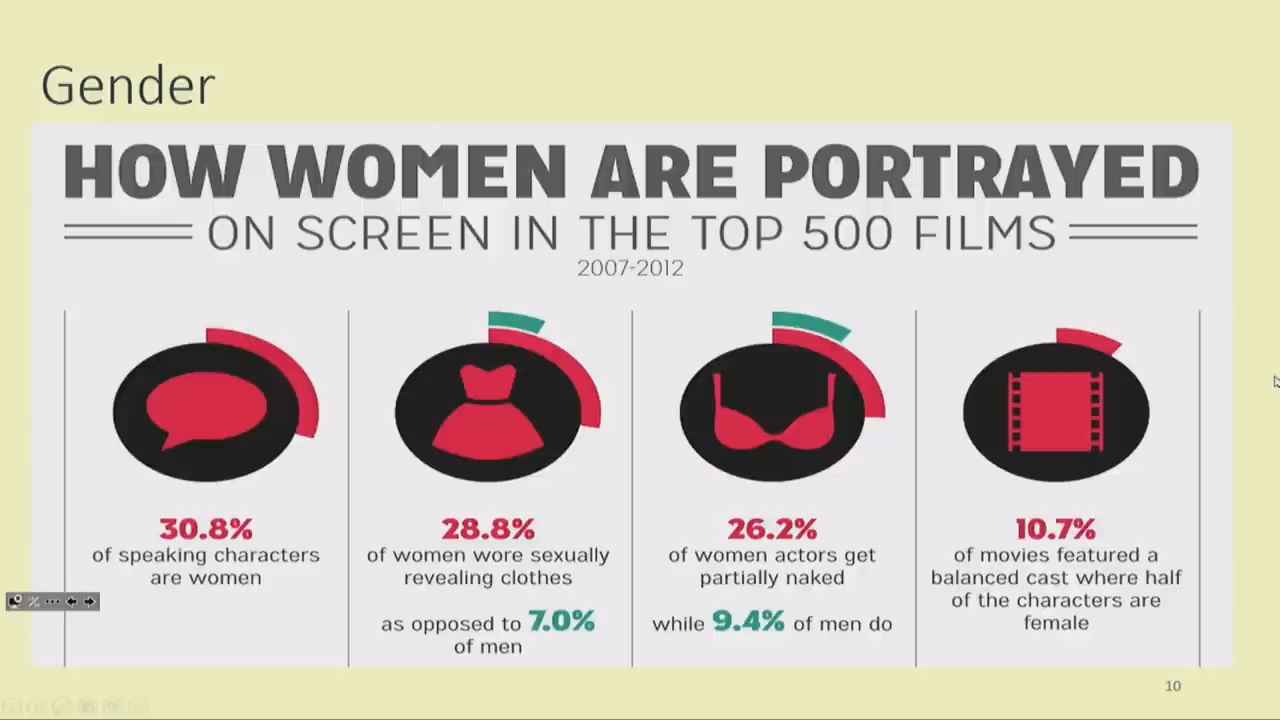 Gender
HOW WOMEN ARE PORTRAYED
ON SCREEN IN THE TOP 500 FILMS
2007-2012
30.8%
of speaking characters
are women
28.8%
of women wore sexually
revealing clothes
as opposed to 7.0%
of men
26.2%
of women actors get
partially naked
while 9.4% of men do
10.7%
of movies featured a
balanced cast where half
of the characters are
female
10